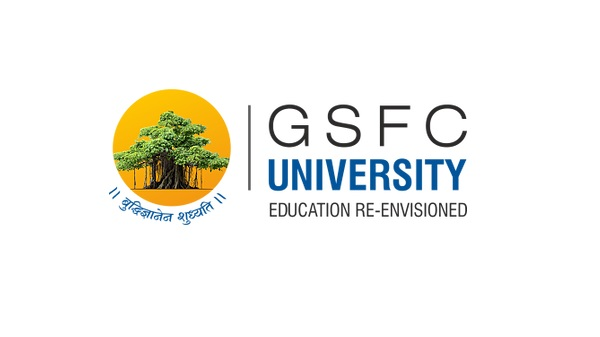 GSFC
UNIVERSITY
EDUCATION RE-ENVISIONED
|| बुद्धिज्ञानेन शुध्यति ||